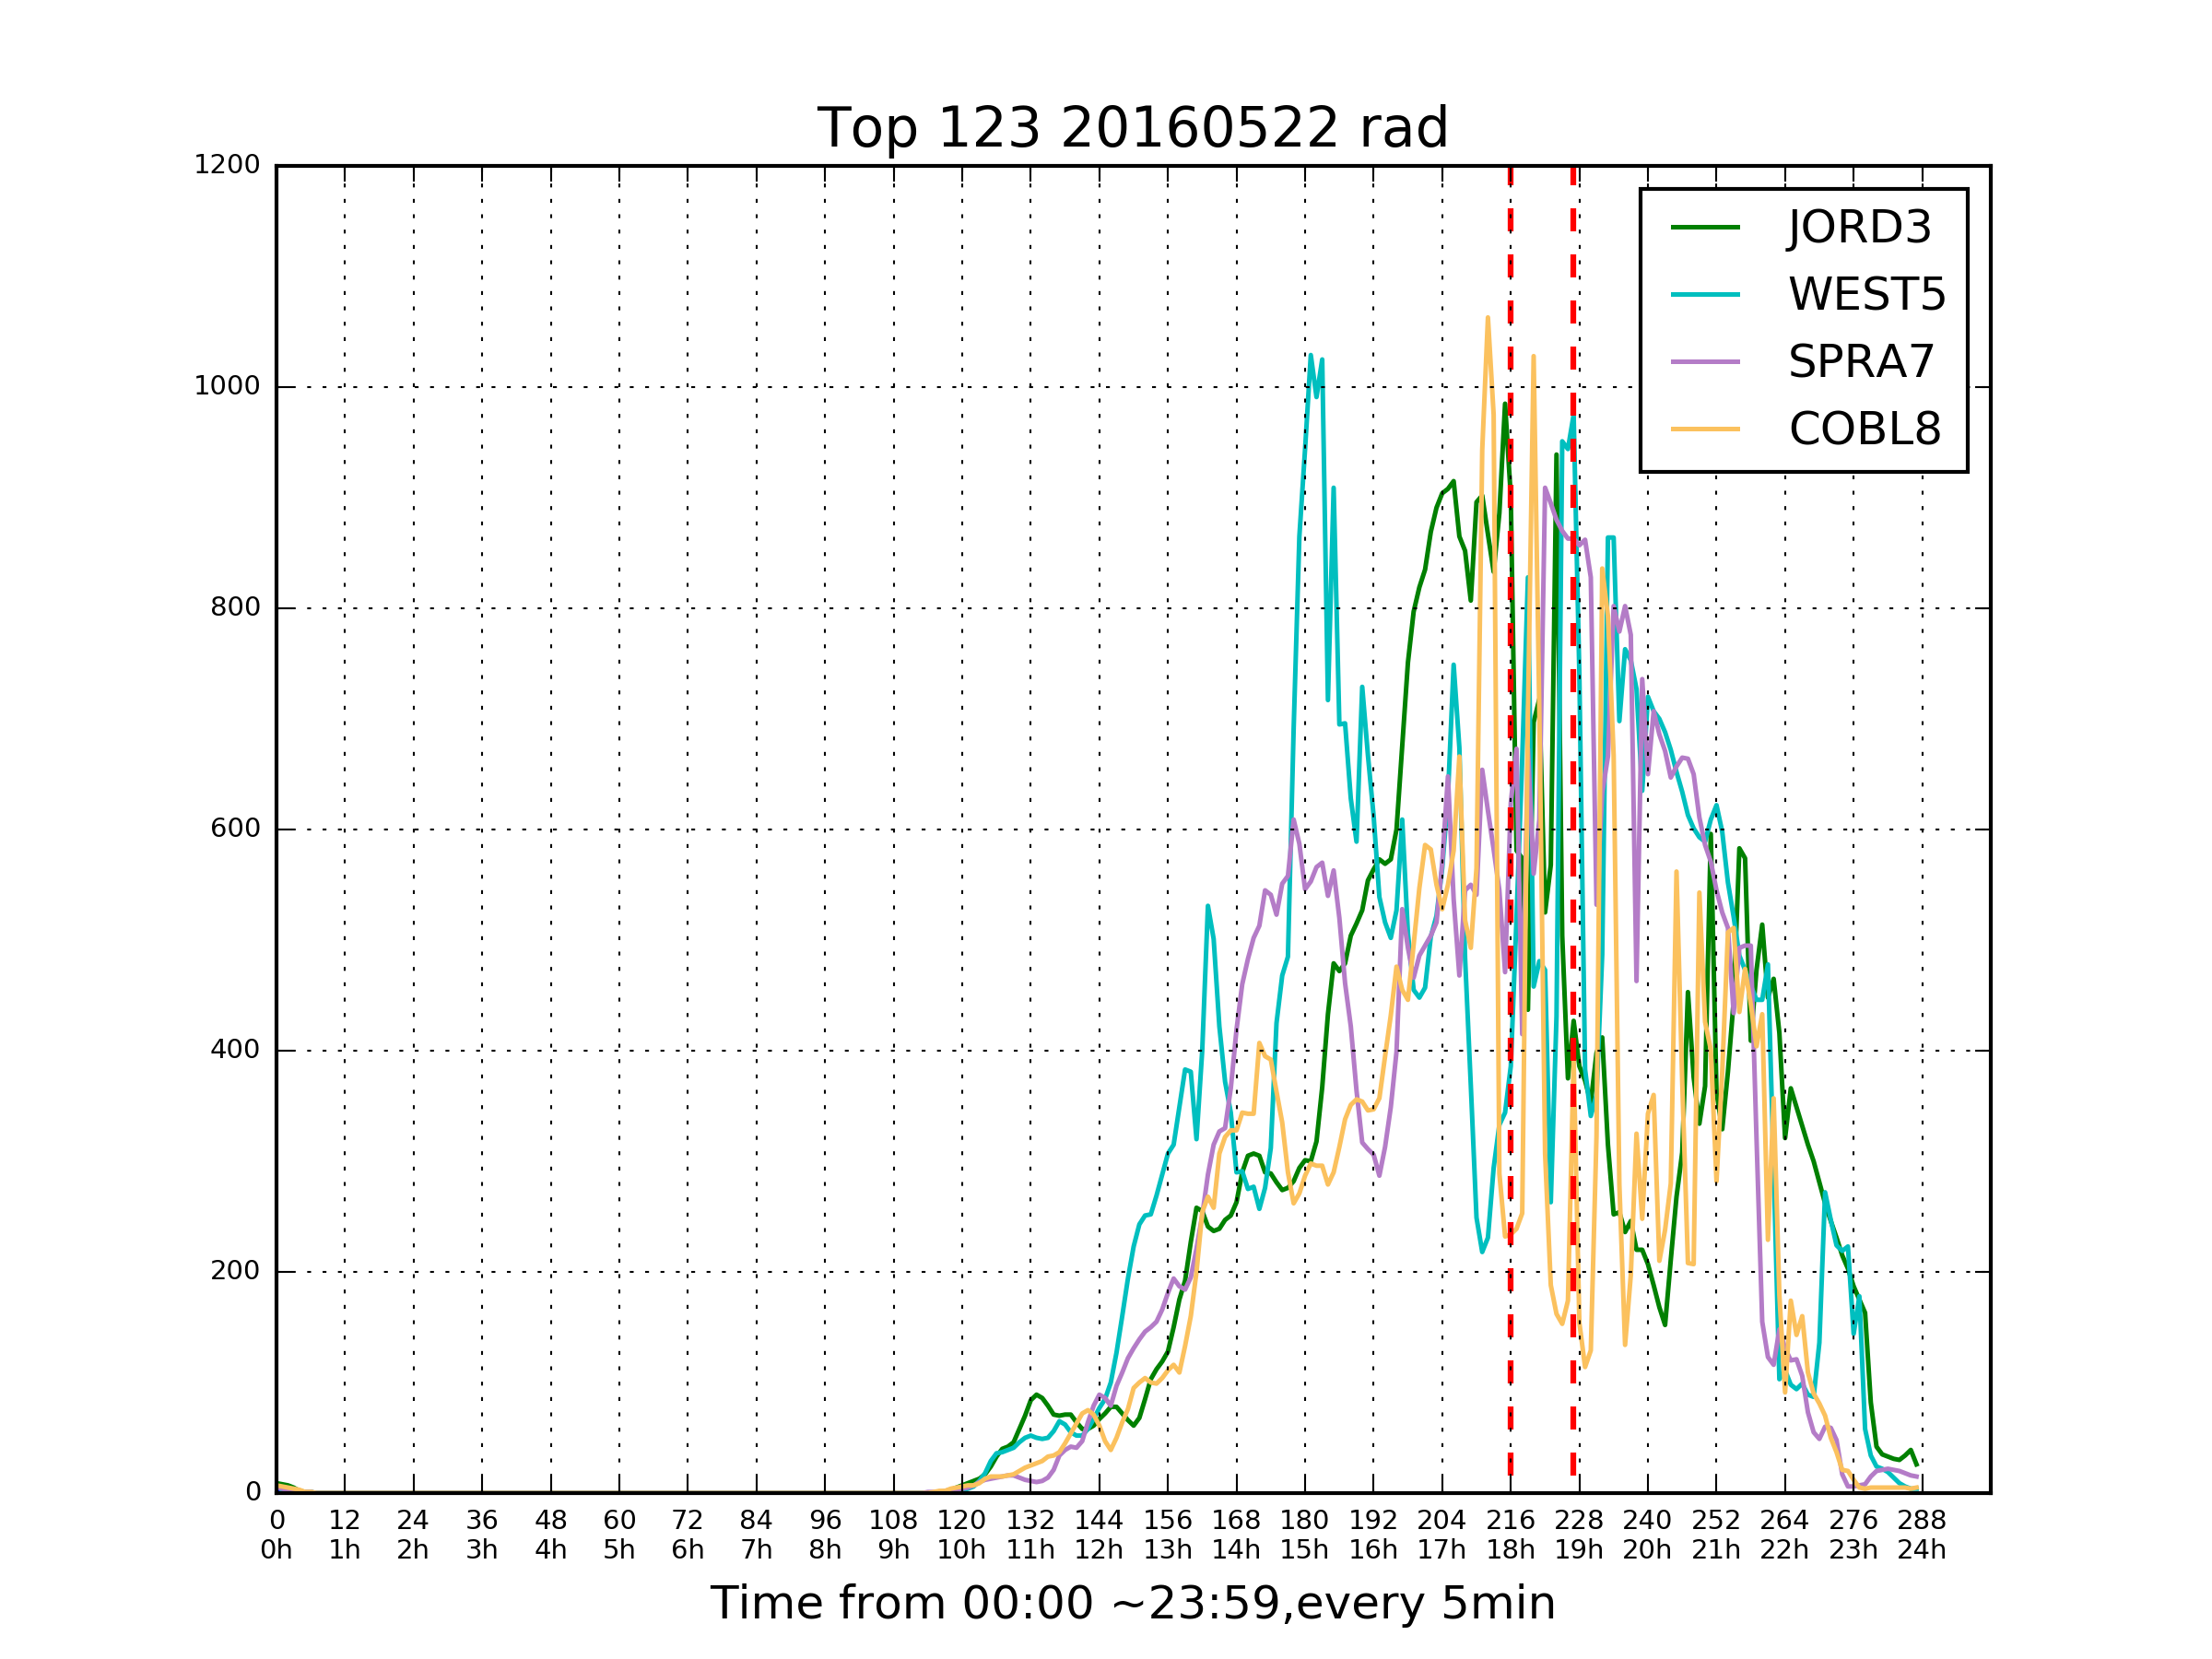 Top 123 20160522 rad
1200
1000
800
600
400
200
0
JORD3
WEST5
SPRA7
COBL8
0 12 24 36 48 60 72 84 96 108 120 132 144 156 168 180 192 204 216 228 240 252 264 276 288
0h 1h 2h 3h 4h 5h 6h 7h 8h 9h 10h 11h 12h 13h 14h 15h 16h 17h 18h 19h 20h 21h 22h 23h 24h
Time from 00:00 ~23:59,every 5min